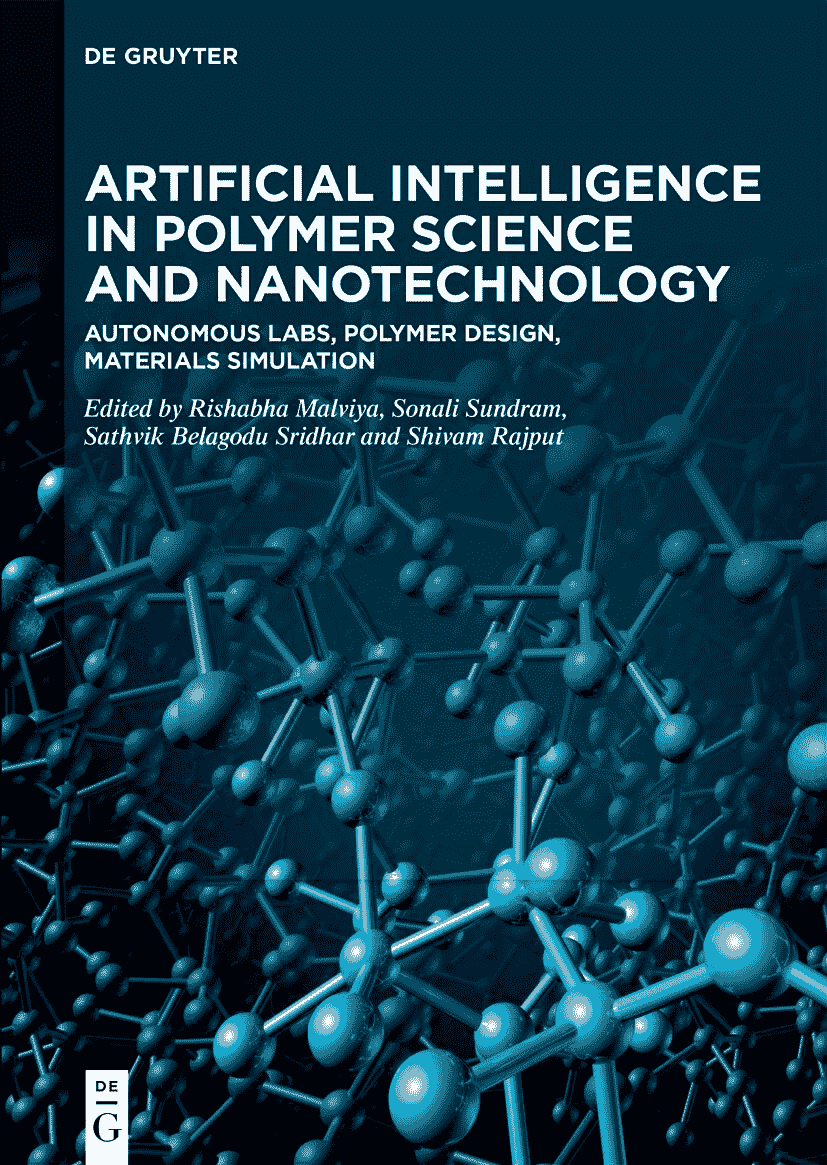 DE GRUYTER
ARTIFICIAL INTELLIGENCE
IN POLYMER SCIENCE
AND NANOTECHNOLOGY
AUTONOMOUS LABS, POLYMER DESIGN,
MATERIALS SIMULATION
Edited by Rishabha Malviya, Sonali Sundram,
Sathvik Belagodu Sridhar and Shivam Rajput
DE
G